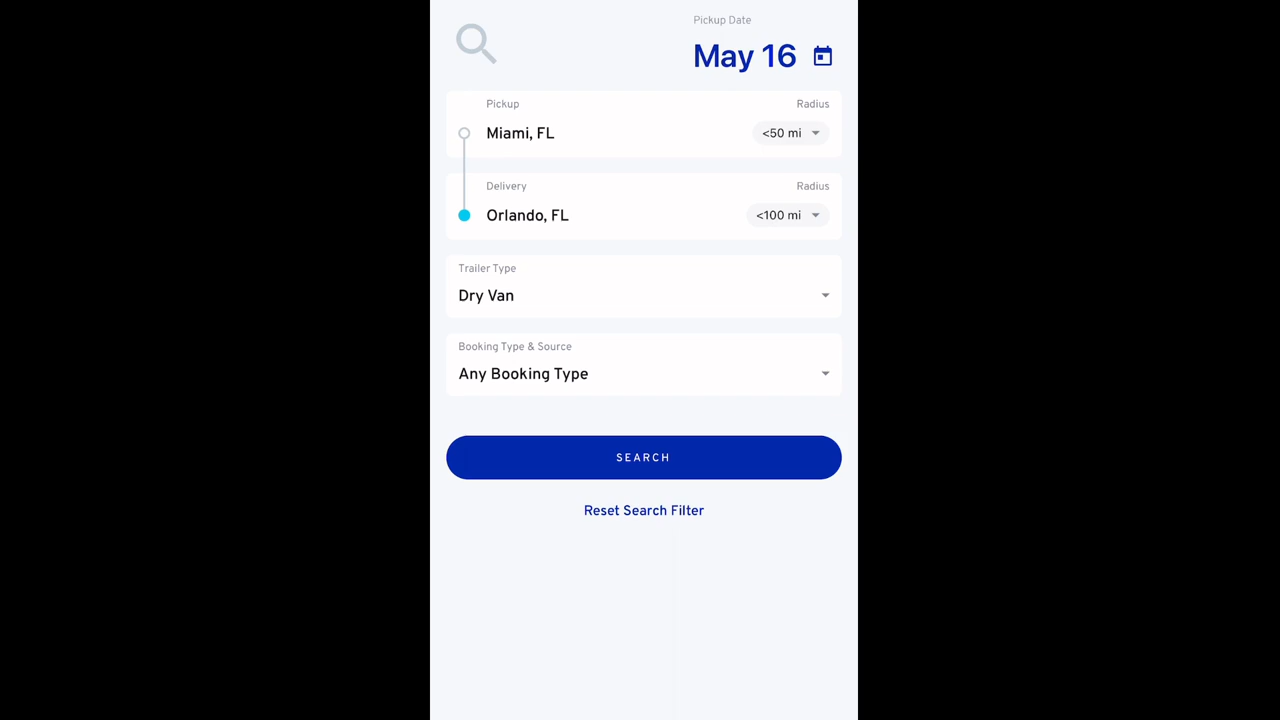 Pickup Date
May 16
Pickup Radius
Miami, FL <50 mi
Delivery Radius
Orlando, FL <100 mi
Trailer Type
Dry Van
Booking Type & Source
Any Booking Type
SEARCH
Reset Search Filter